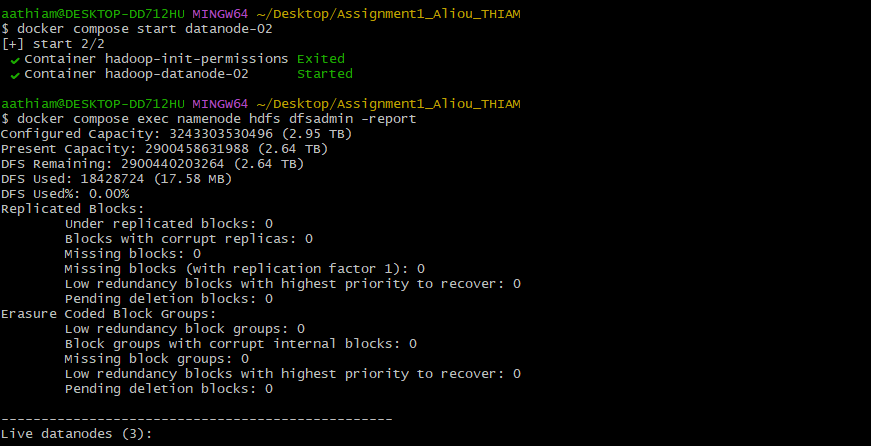 aathiam@DESKTOP-DD712HU MINGW64 ~/Desktop/Assignment1_Aliou_THIAM
$ docker compose start datanode-02
[+] start 2/2
✔ Container hadoop-init-permissions Exited
✔ Container hadoop-datanode-02 Started
aathiam@DESKTOP-DD712HU MINGW64 ~/Desktop/Assignment1_Aliou_THIAM
$ docker compose exec namenode hdfs dfsadmin -report
Configured Capacity: 3243303530496 (2.95 TB)
Present Capacity: 2900458631988 (2.64 TB)
DFS Remaining: 2900440203264 (2.64 TB)
DFS Used: 18428724 (17.58 MB)
DFS Used%: 0.00%
Replicated Blocks:
Under replicated blocks: 0
Blocks with corrupt replicas: 0
Missing blocks: 0
Missing blocks (with replication factor 1): 0
Low redundancy blocks with highest priority to recover: 0
Pending deletion blocks: 0
Erasure Coded Block Groups:
Low redundancy block groups: 0
Block groups with corrupt internal blocks: 0
Missing block groups: 0
Low redundancy blocks with highest priority to recover: 0
Pending deletion blocks: 0
-------------------------------------------------
Live datanodes (3):